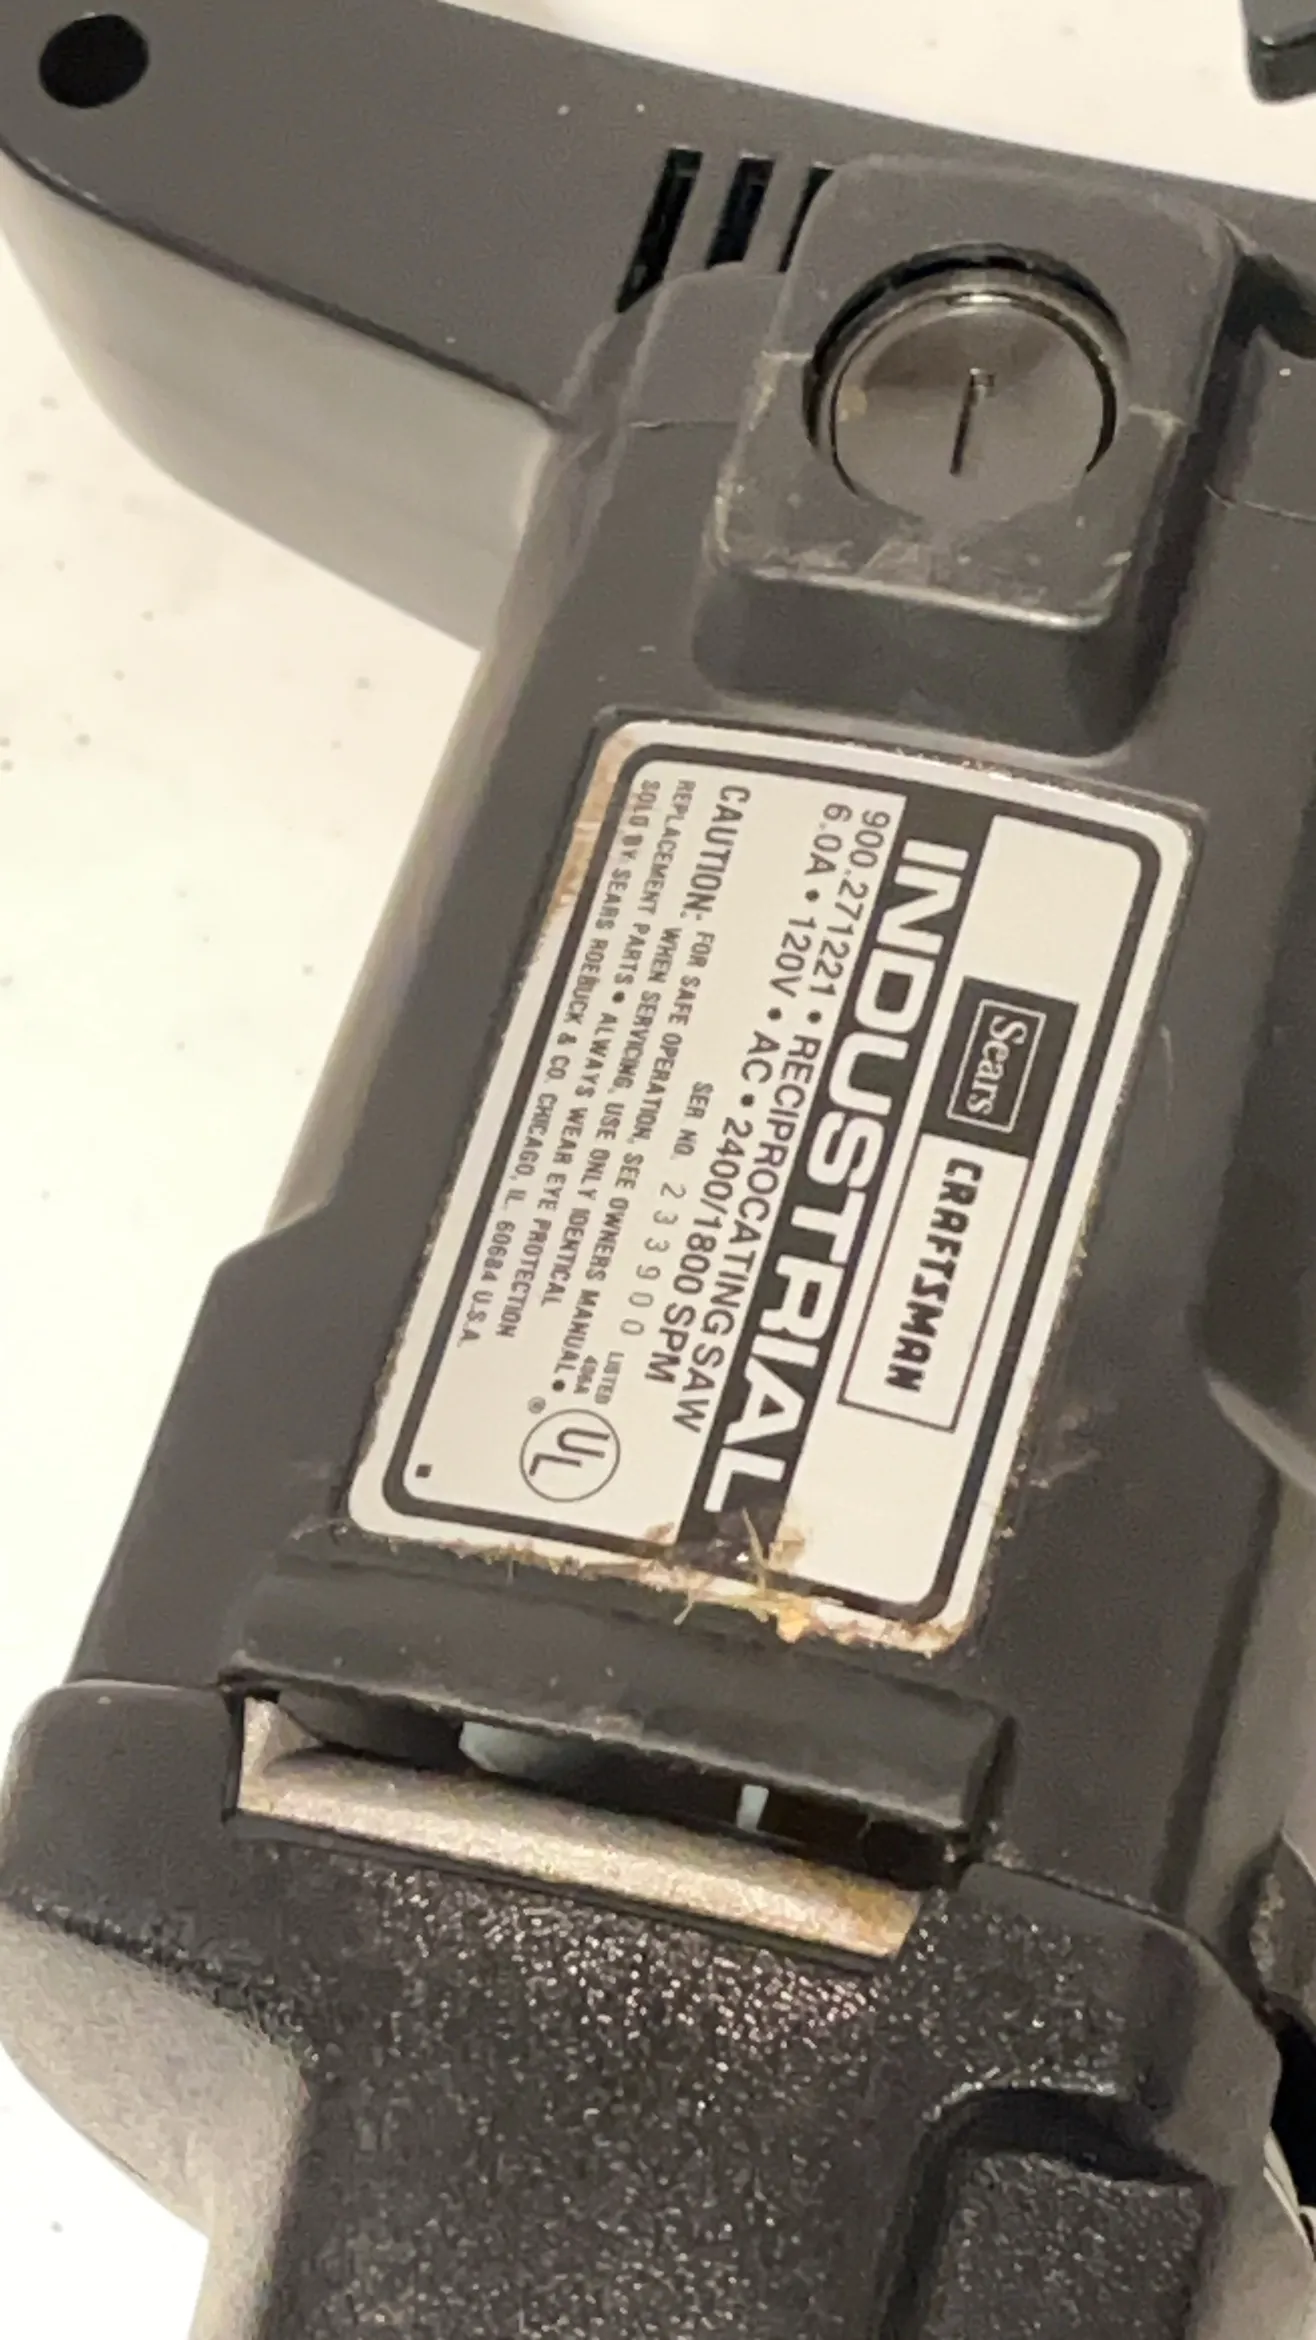 Sears CRAFTSMAN
INDUSTRIAL
900.271221 • RECIPROCATING SAW
6.0A • 120V • AC • 2400/1800 SPM
SER NO. 233900
LISTED
CAUTION: FOR SAFE OPERATION, SEE OWNERS MANUAL •
REPLACEMENT WHEN SERVICING, USE ONLY IDENTICAL
REPLACEMENT PARTS • ALWAYS WEAR EYE PROTECTION
SOLD BY SEARS ROEBUCK & CO. CHICAGO, IL. 60684 U.S.A.
UL
®